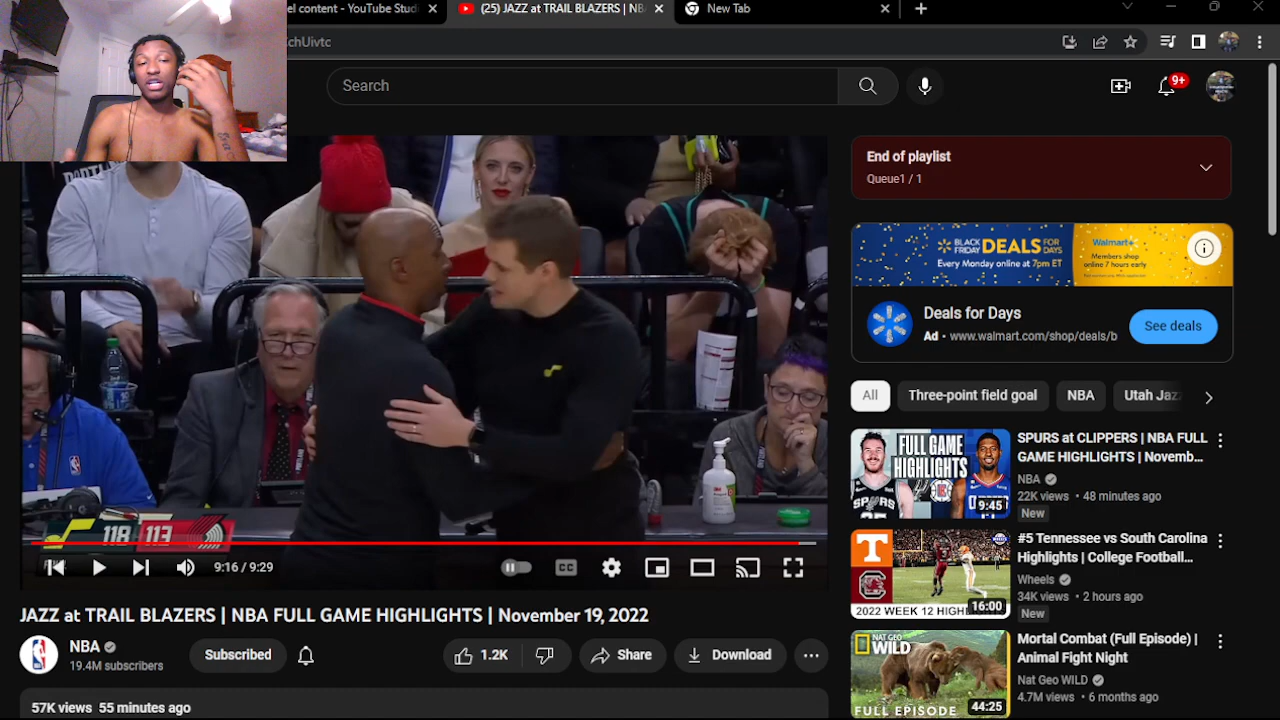 el content - YouTube Stud
(25) JAZZ at TRAIL BLAZERS | NB
New Tab
chUivtc
Search
9+
End of playlist
Queue1 / 1
BLACK FRIDAY DEALS FOR DAYS
Every Monday online at 7pm ET
Walmart+
Members shop
online 7 hours early
Deals for Days
Ad • www.walmart.com/shop/deals/b
See deals
All
Three-point field goal
NBA
Utah Jazz
FULL GAME
HIGHLIGHTS
SPURS
9:45
SPURS at CLIPPERS | NBA FULL
GAME HIGHLIGHTS | Novemb...
NBA
22K views • 48 minutes ago
New
2022 WEEK 12 HIGH
16:00
#5 Tennessee vs South Carolina
Highlights | College Football...
Wheels
34K views • 2 hours ago
New
NAT GEO
WILD
FULL EPISODE
44:25
Mortal Combat (Full Episode) |
Animal Fight Night
Nat Geo WILD
4.7M views • 6 months ago
118 113
9:16 / 9:29
CC
JAZZ at TRAIL BLAZERS | NBA FULL GAME HIGHLIGHTS | November 19, 2022
NBA
19.4M subscribers
Subscribed
1.2K
Share
Download
57K views 55 minutes ago